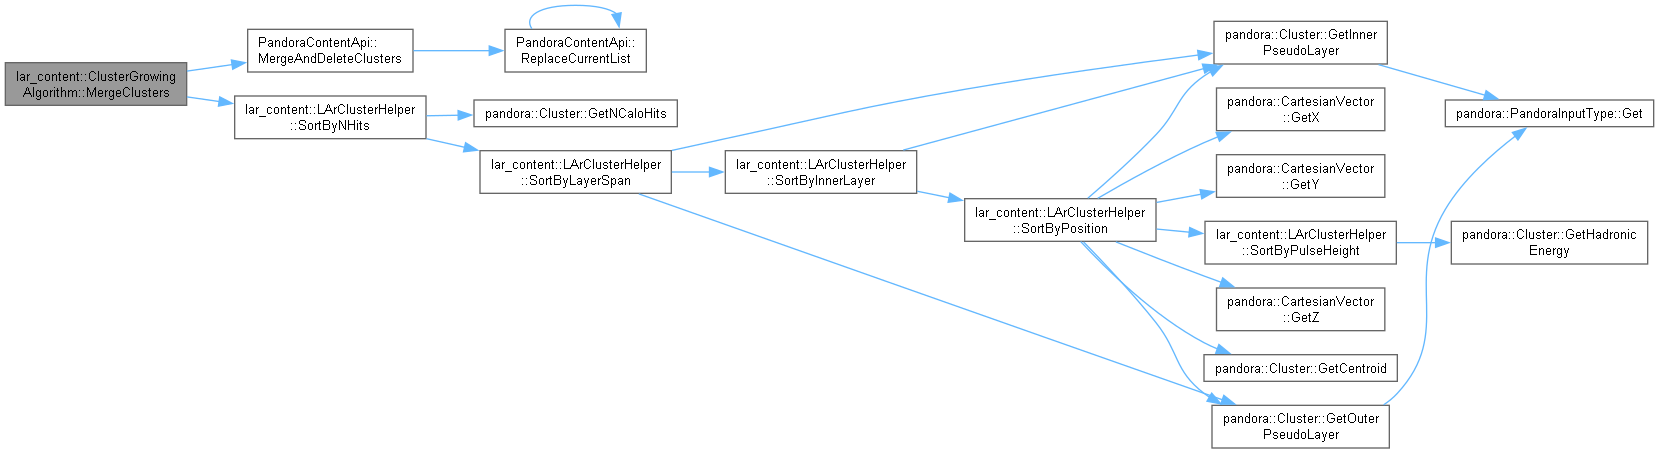 lar_content::ClusterGrowing
Algorithm::MergeClusters
PandoraContentApi::
MergeAndDeleteClusters
PandoraContentApi::
ReplaceCurrentList
lar_content::LArClusterHelper
::SortByNHits
pandora::Cluster::GetNCaloHits
lar_content::LArClusterHelper
::SortByLayerSpan
lar_content::LArClusterHelper
::SortByInnerLayer
lar_content::LArClusterHelper
::SortByPosition
pandora::Cluster::GetInner
PseudoLayer
pandora::CartesianVector
::GetX
pandora::CartesianVector
::GetY
lar_content::LArClusterHelper
::SortByPulseHeight
pandora::CartesianVector
::GetZ
pandora::Cluster::GetCentroid
pandora::Cluster::GetOuter
PseudoLayer
pandora::PandoraInputType::Get
pandora::Cluster::GetHadronic
Energy